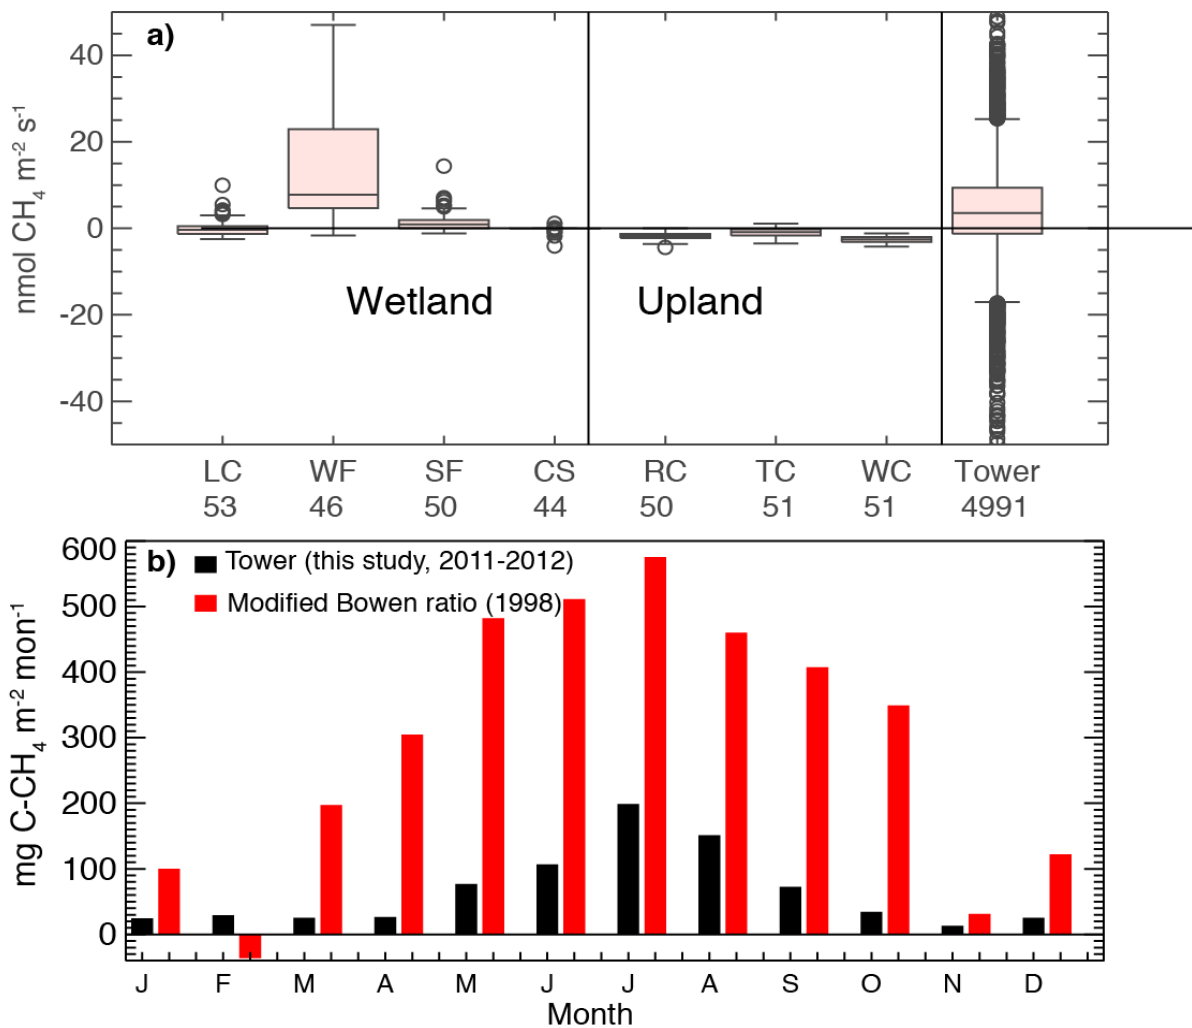 a)
nmol CH4 m-2 s-1
40
20
0
-20
-40
Wetland Upland
LC WF SF CS RC TC WC Tower
53 46 50 44 50 51 51 4991
b)
Tower (this study, 2011-2012)
Modified Bowen ratio (1998)
mg C-CH4 m-2 mon-1
600
500
400
300
200
100
0
J F M A M J J A S O N D
Month